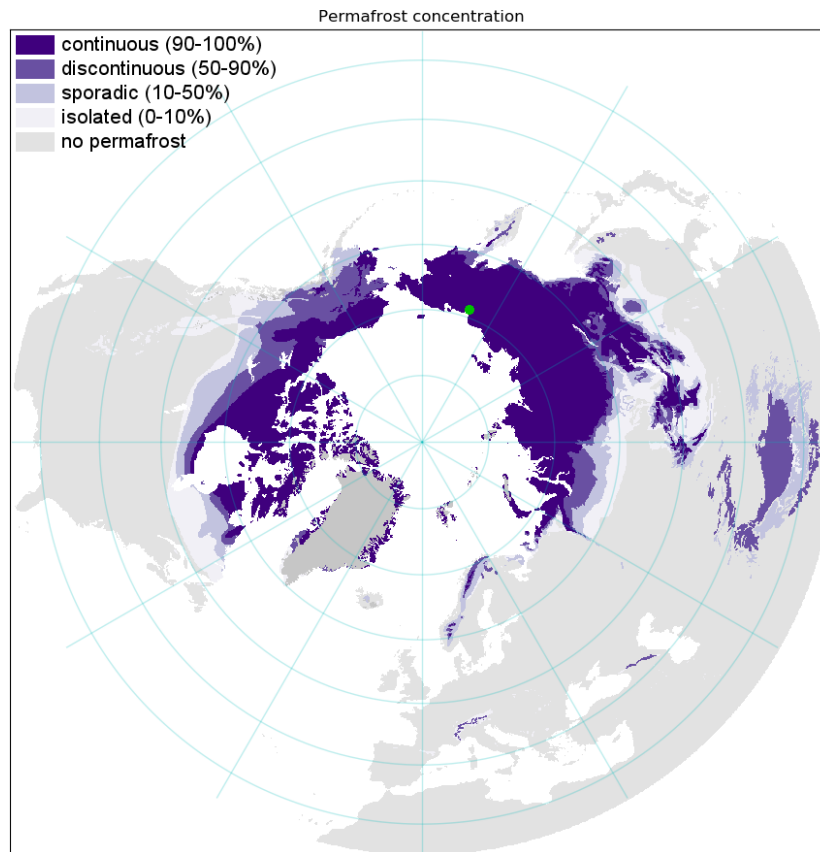 Permafrost concentration
continuous (90-100%)
discontinuous (50-90%)
sporadic (10-50%)
isolated (0-10%)
no permafrost